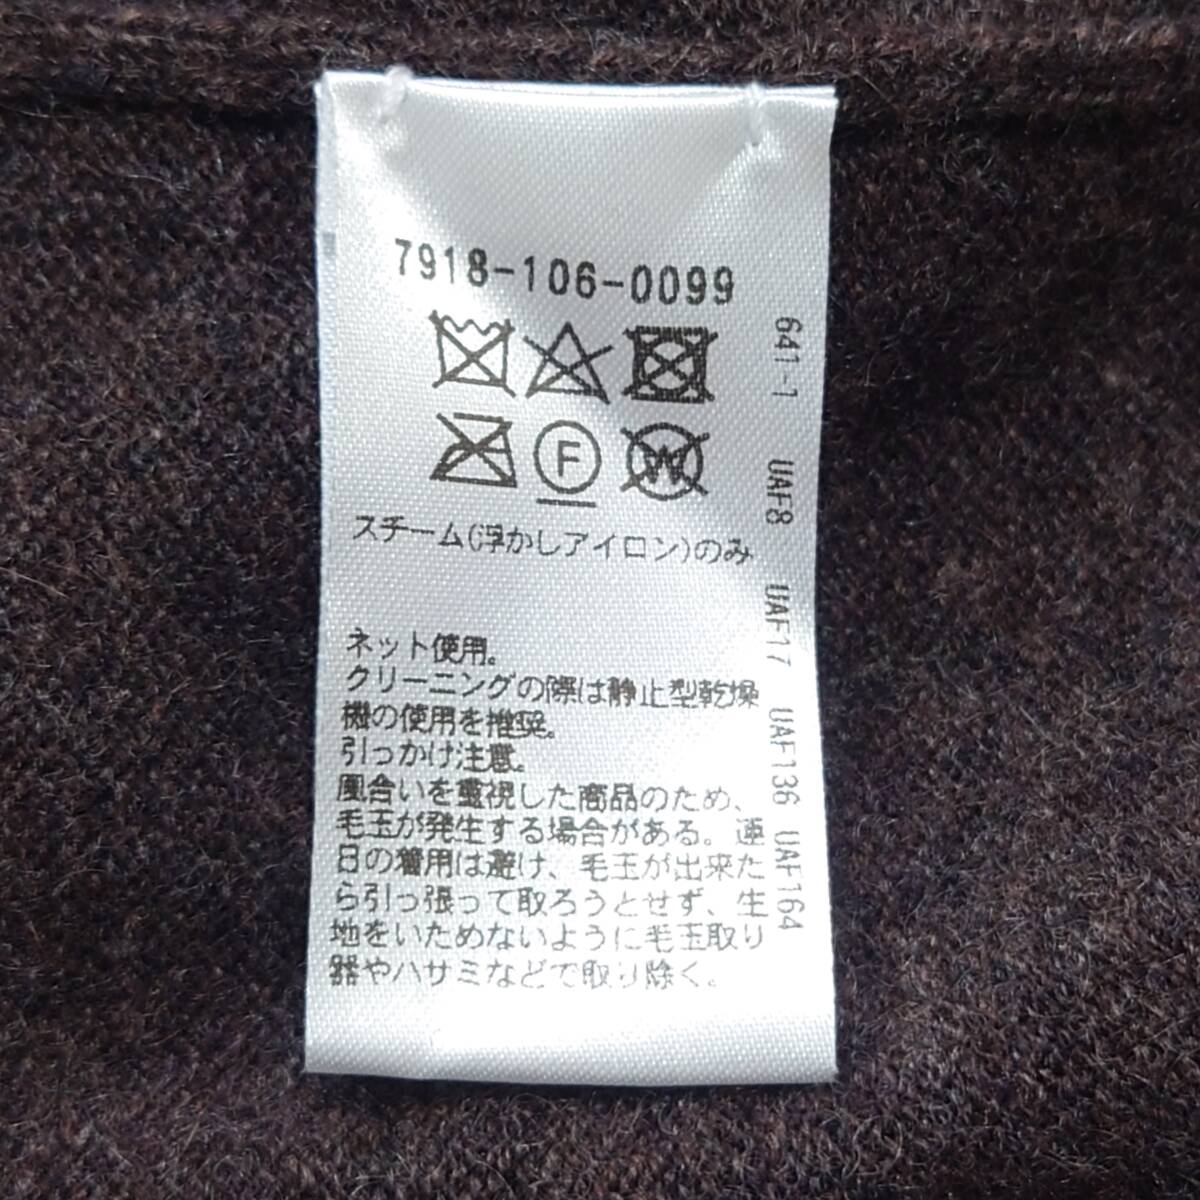 7918-106-0099
F
W
スチーム(浮かしアイロン)のみ
ネット使用。
クリーニングの際は静止型乾燥
機の使用を推奨。
引っかけ注意。
風合いを重視した商品のため、
毛玉が発生する場合がある。連
日の着用は避け、毛玉が出来た
ら引っ張って取ろうとせず、生
地をいためないように毛玉取り
器やハサミなどで取り除く。
641-1 UAF8 UAF17 UAF136 UAF164